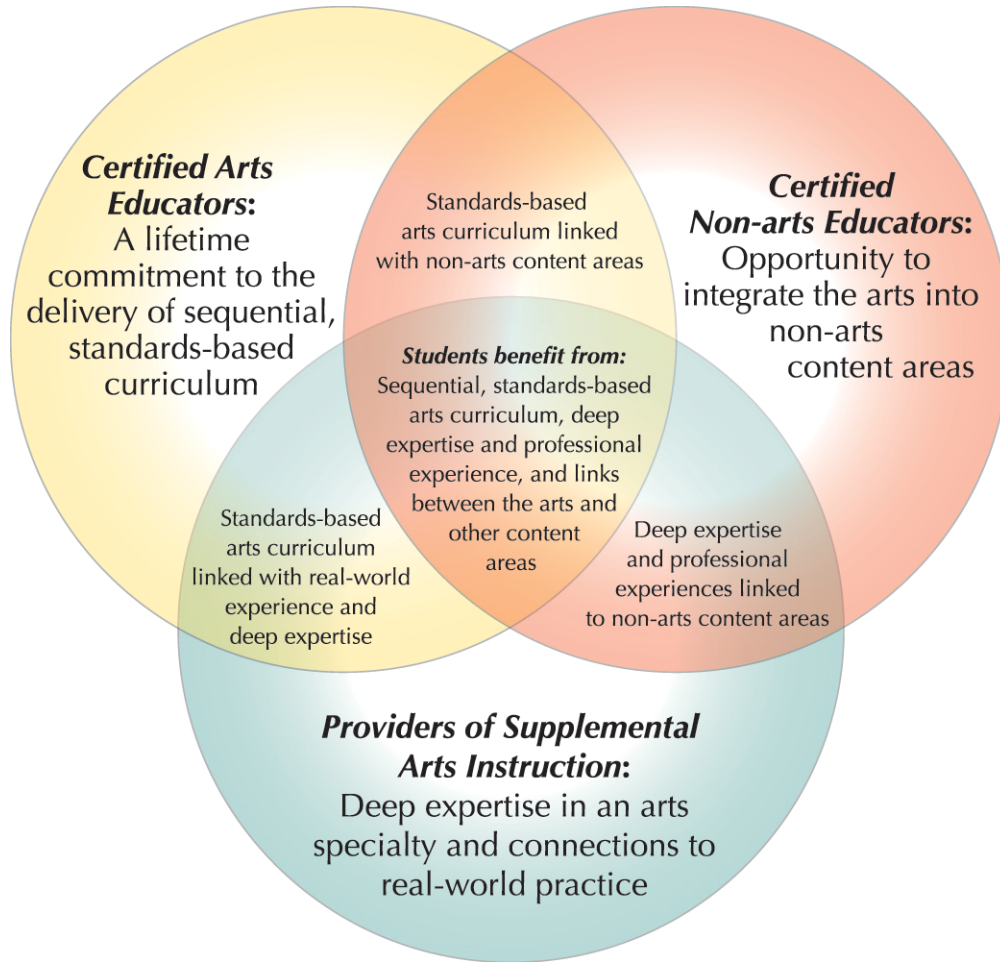 Certified Arts
Educators:
A lifetime
commitment to the
delivery of sequential,
standards-based
curriculum
Standards-based
arts curriculum linked
with non-arts content areas
Certified
Non-arts Educators:
Opportunity to
integrate the arts into
non-arts
content areas
Students benefit from:
Sequential, standards-based
arts curriculum, deep
expertise and professional
experience, and links
between the arts and
other content
areas
Standards-based
arts curriculum
linked with real-world
experience and
deep expertise
Deep expertise
and professional
experiences linked
to non-arts content areas
Providers of Supplemental
Arts Instruction:
Deep expertise in an arts
specialty and connections to
real-world practice